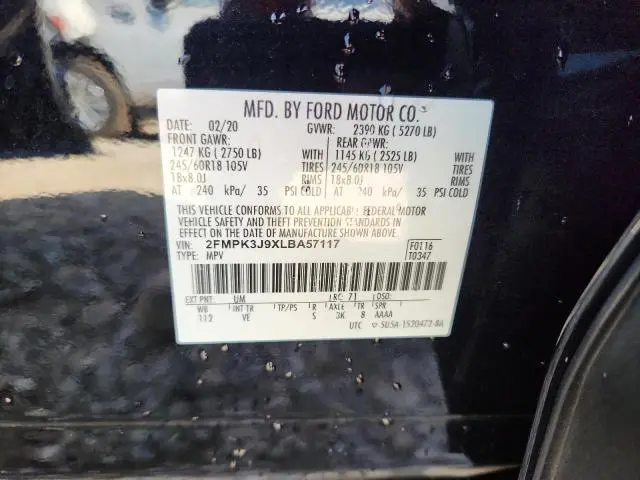 MFD. BY FORD MOTOR CO.
DATE: 02/20 GVWR: 2390 KG ( 5270 LB)
FRONT GAWR: REAR GAWR:
1247 KG ( 2750 LB) WITH 1145 KG ( 2525 LB) WITH
245/60R18 105V TIRES 245/60R18 105V TIRES
18x8.0J RIMS 18x8.0J RIMS
AT 240 kPa/ 35 PSI COLD AT 240 kPa/ 35 PSI COLD
THIS VEHICLE CONFORMS TO ALL APPLICABLE FEDERAL MOTOR
VEHICLE SAFETY AND THEFT PREVENTION STANDARDS IN
EFFECT ON THE DATE OF MANUFACTURE SHOWN ABOVE.
VIN: 2FMPK3J9XLBA57117 F0116
TYPE: MPV T0347
EXT PNT: UM RC: 71 DSO:
WB INT TR TP/PS R AXLE TR SPR
112 VE S 3K 8 AAAA
UTC 5U5A-1520472-BA